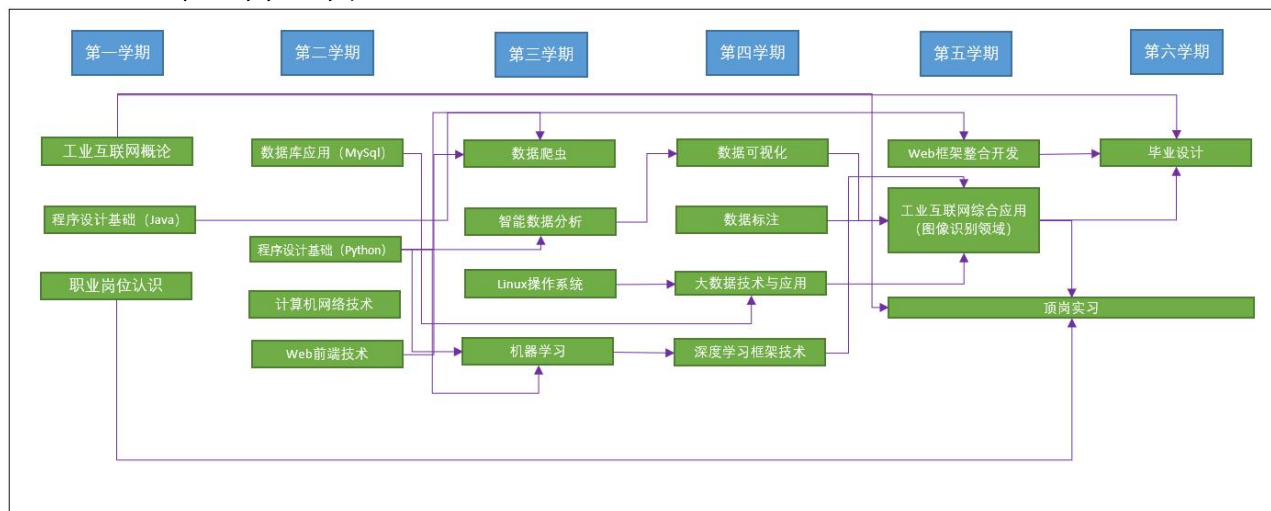 第一学期
第二学期
第三学期
第四学期
第五学期
第六学期
工业互联网概论
数据库应用（MySql）
数据爬虫
数据可视化
Web框架整合开发
毕业设计
程序设计基础（Java）
智能数据分析
数据标注
工业互联网综合应用
(图像识别领域)
程序设计基础（Python）
职业岗位认识
Linux操作系统
大数据技术与应用
计算机网络技术
顶岗实习
Web前端技术
机器学习
深度学习框架技术